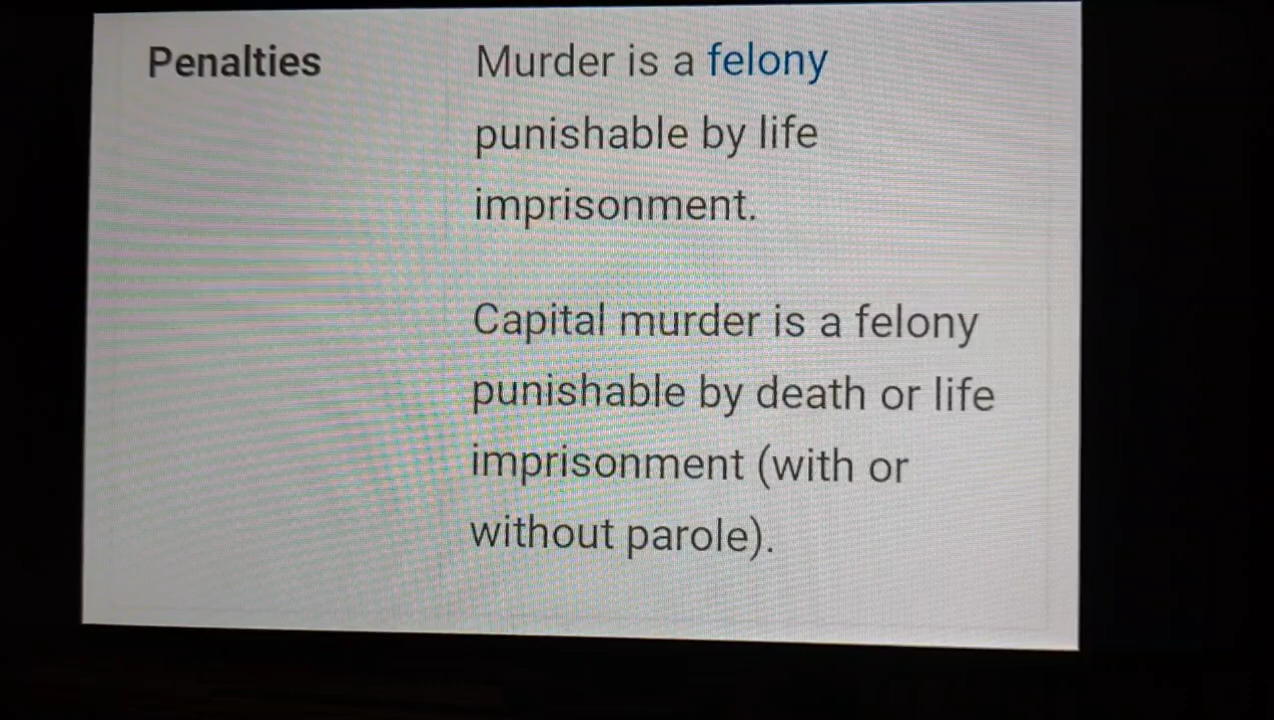 Penalties
Murder is a felony
punishable by life
imprisonment.
Capital murder is a felony
punishable by death or life
imprisonment (with or
without parole).